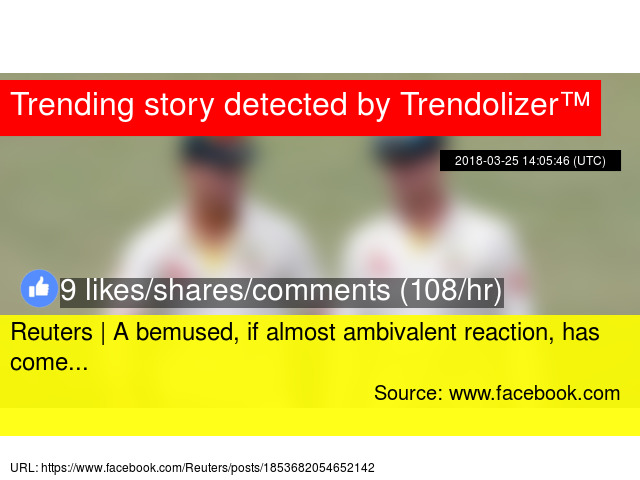 Trending story detected by Trendolizer™
2018-03-25 14:05:46 (UTC)
9 likes/shares/comments (108/hr)
Reuters | A bemused, if almost ambivalent reaction, has
come...
Source: www.facebook.com
URL: https://www.facebook.com/Reuters/posts/1853682054652142